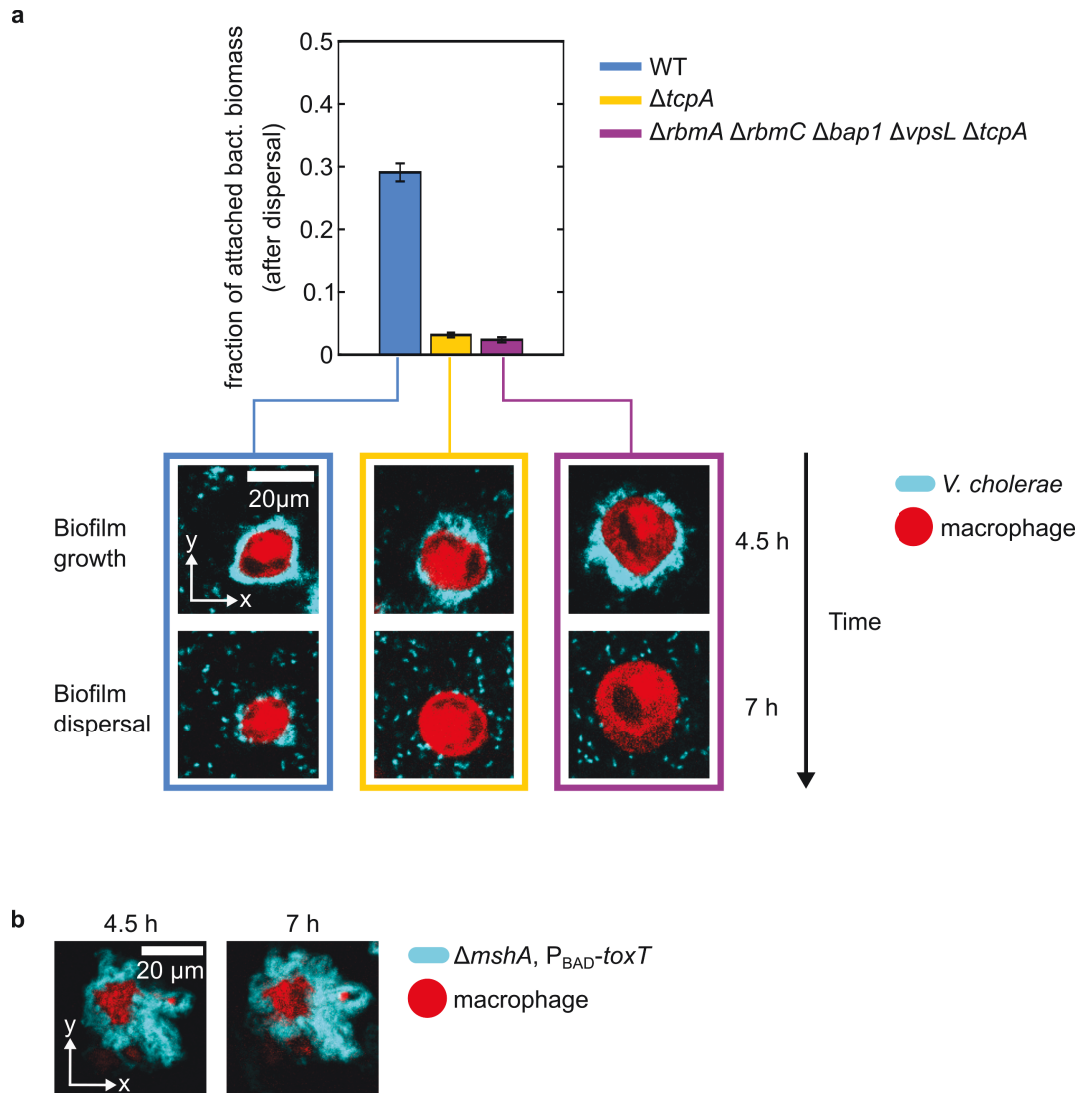 a
fraction of attached bact. biomass
(after dispersal)
0.5
0.4
0.3
0.2
0.1
0
WT
ΔtcpA
ΔrbmA ΔrbmC Δbap1 ΔvpsL ΔtcpA
Biofilm
growth
20µm
y
x
4.5 h
V. cholerae
macrophage
Time
Biofilm
dispersal
7 h
b
4.5 h
7 h
20 µm
y
x
ΔmshA, PBAD-toxT
macrophage